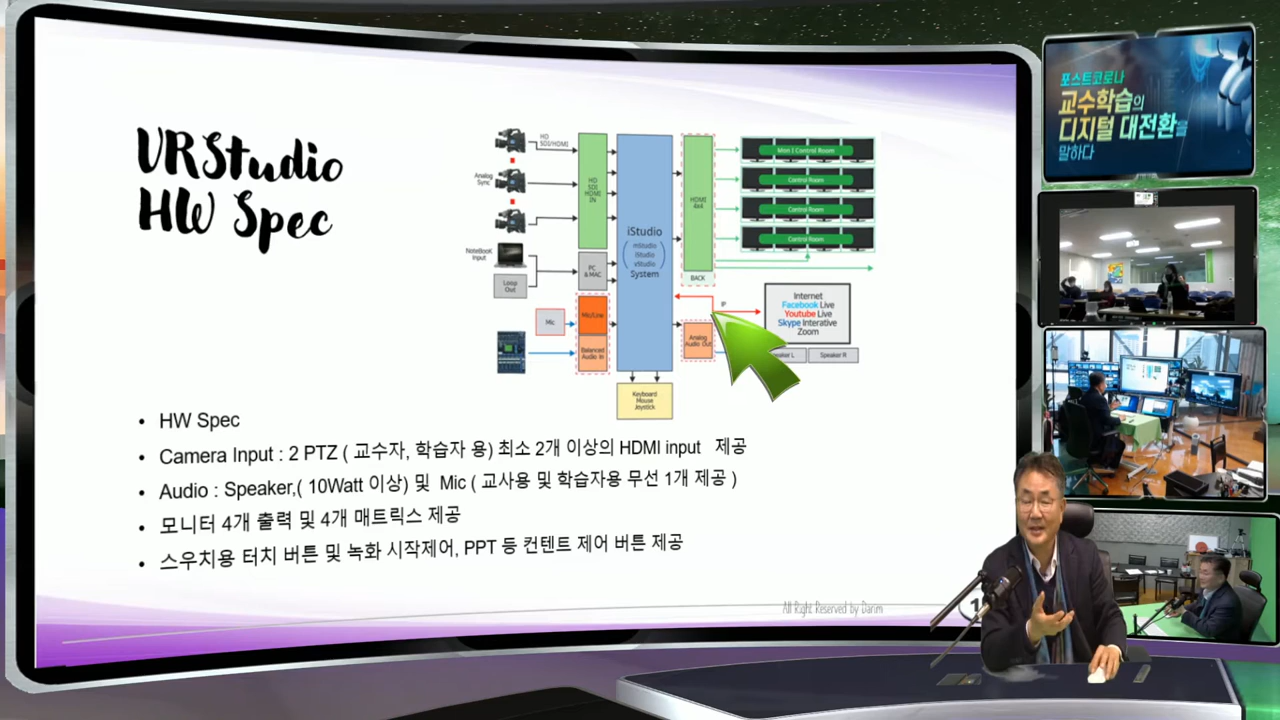 VRStudio
HW Spec
HD
SDI/HDMI
Analog
Sync
NoteBooK
Input
Loop
Out
HD
SDI
HDMI
IN
PC
& MAC
Mic
Mic/Line
Balanced
Audio In
iStudio
mStudio
iStudio
vStudio
System
HDMI
4x4
BACK
Mon I Control Room
Control Room
Control Room
Control Room
IP
Internet
Facebook Live
Youtube Live
Skype Interative
Zoom
Analog
Audio Out
Speaker R
Keyboard
Mouse
Joystick
• HW Spec
• Camera Input : 2 PTZ ( 교수자, 학습자 용) 최소 2개 이상의 HDMI input 제공
• Audio : Speaker,( 10Watt 이상) 및 Mic ( 교사용 및 학습자용 무선 1개 제공 )
• 모니터 4개 출력 및 4개 매트릭스 제공
• 스우치용 터치 버튼 및 녹화 시작제어, PPT 등 컨텐트 제어 버튼 제공
All Right Reserved by Darim
포스트코로나
교수학습의
디지털 대전환을
말하다